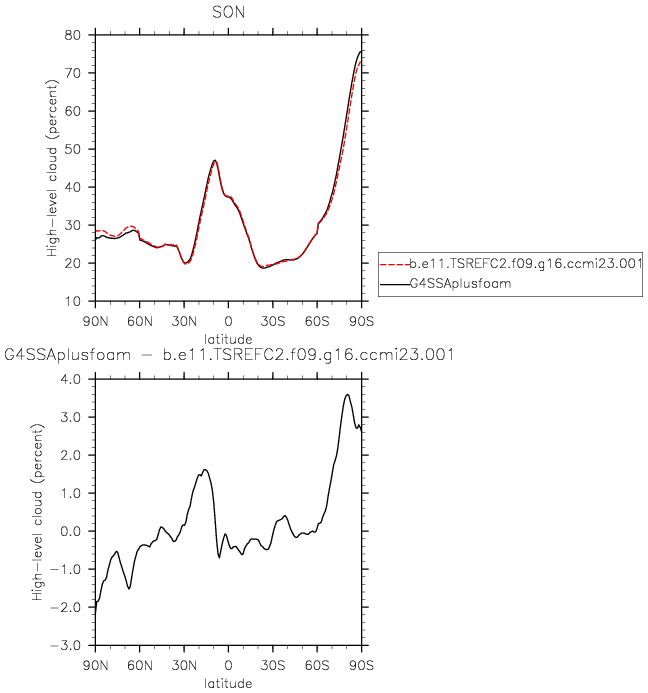 SON
80
70
60
50
40
30
20
10
High-level cloud (percent)
90N 60N 30N 0 30S 60S 90S
latitude
b.e11.TSREFC2.f09.g16.ccmi23.001
G4SSAplusfoam
G4SSAplusfoam - b.e11.TSREFC2.f09.g16.ccmi23.001
4.0
3.0
2.0
1.0
0.0
-1.0
-2.0
-3.0
High-level cloud (percent)
90N 60N 30N 0 30S 60S 90S
latitude